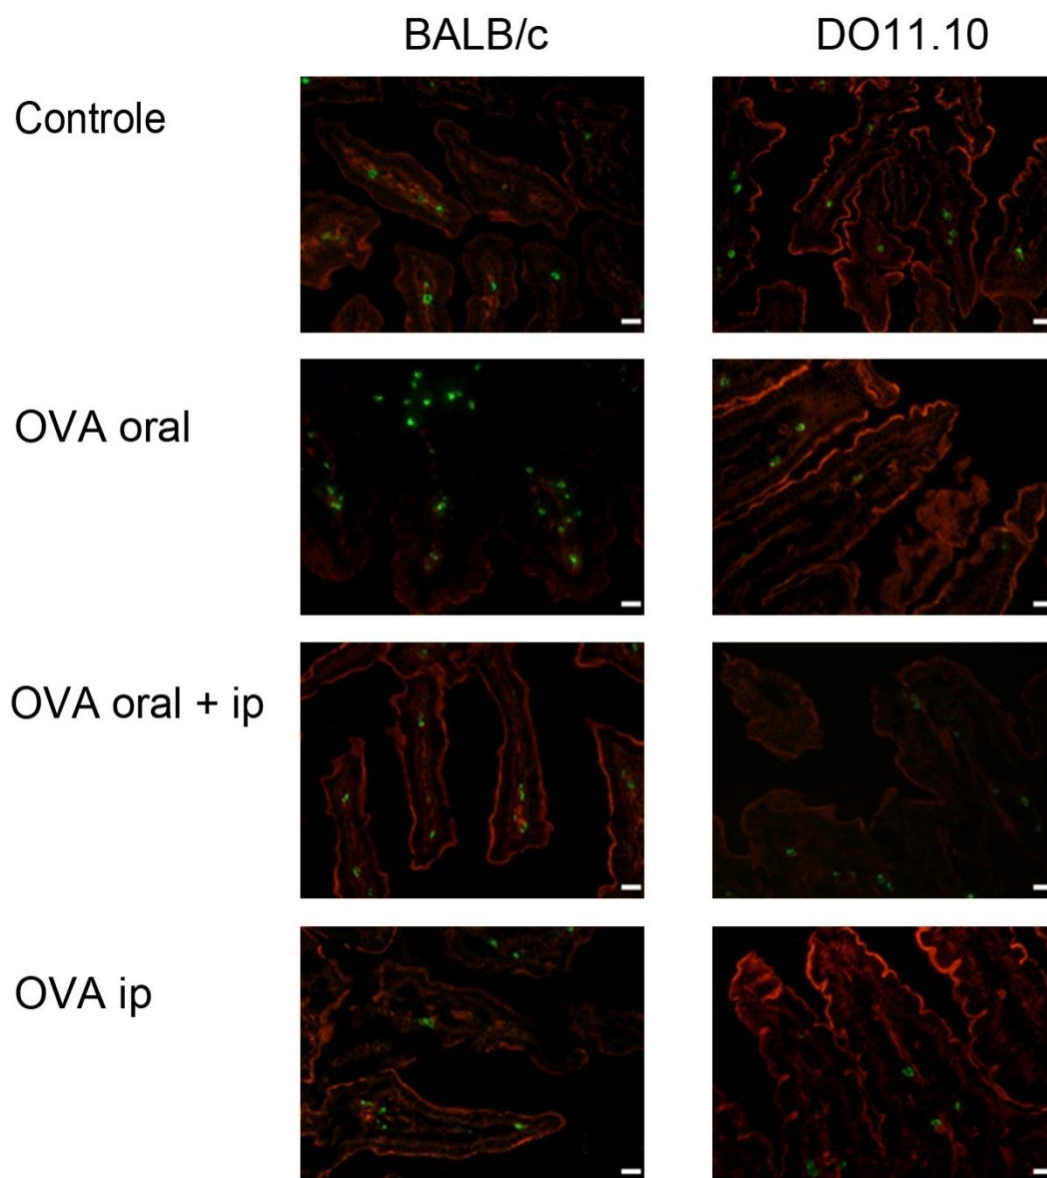 BALB/c DO11.10
Controle
OVA oral
OVA oral + ip
OVA ip